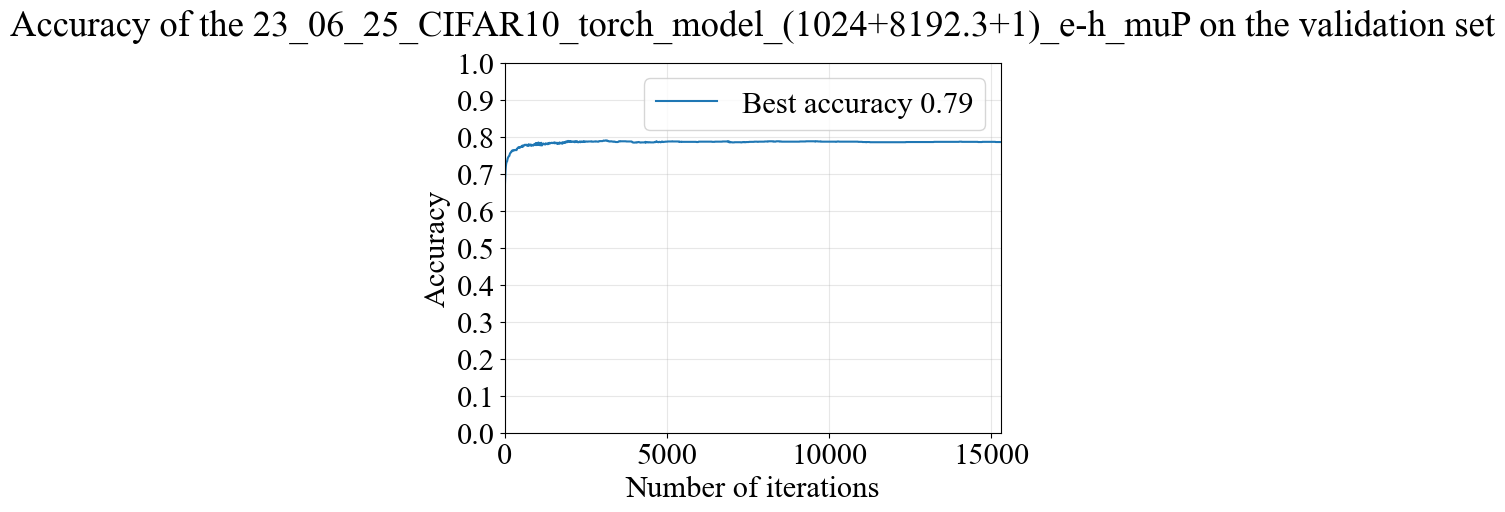 Accuracy of the 23_06_25_CIFAR10_torch_model_(1024+8192.3+1)_e-h_muP on the validation set
1.0
0.9
0.8
0.7
0.6
0.5
0.4
0.3
0.2
0.1
0.0
Best accuracy 0.79
Accuracy
0 5000 10000 15000
Number of iterations